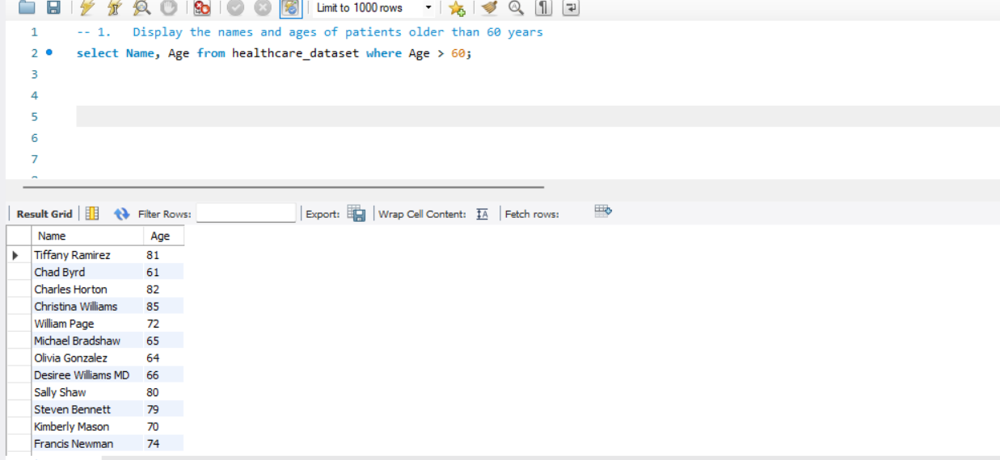 Limit to 1000 rows
1 -- 1. Display the names and ages of patients older than 60 years
2 select Name, Age from healthcare_dataset where Age > 60;
3
4
5
6
7
Result Grid Filter Rows: Export: Wrap Cell Content: Fetch rows:
Name Age
Tiffany Ramirez 81
Chad Byrd 61
Charles Horton 82
Christina Williams 85
William Page 72
Michael Bradshaw 65
Olivia Gonzalez 64
Desiree Williams MD 66
Sally Shaw 80
Steven Bennett 79
Kimberly Mason 70
Francis Newman 74